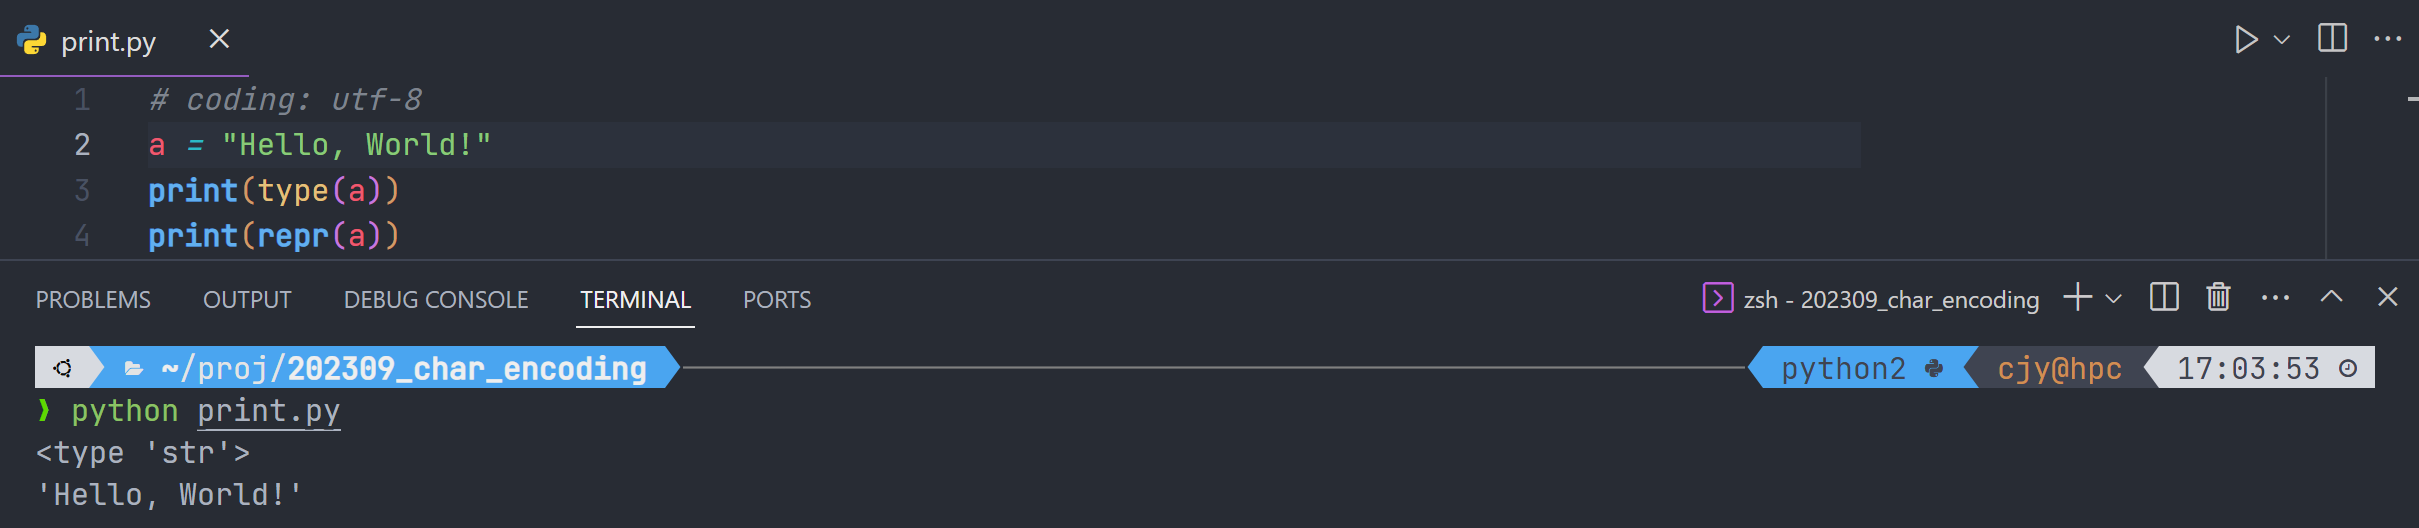 print.py
1 # coding: utf-8
2 a = "Hello, World!"
3 print(type(a))
4 print(repr(a))
PROBLEMS OUTPUT DEBUG CONSOLE TERMINAL PORTS zsh - 202309_char_encoding
~/proj/202309_char_encoding python2 cjy@hpc 17:03:53
❱ python print.py
<type 'str'>
'Hello, World!'